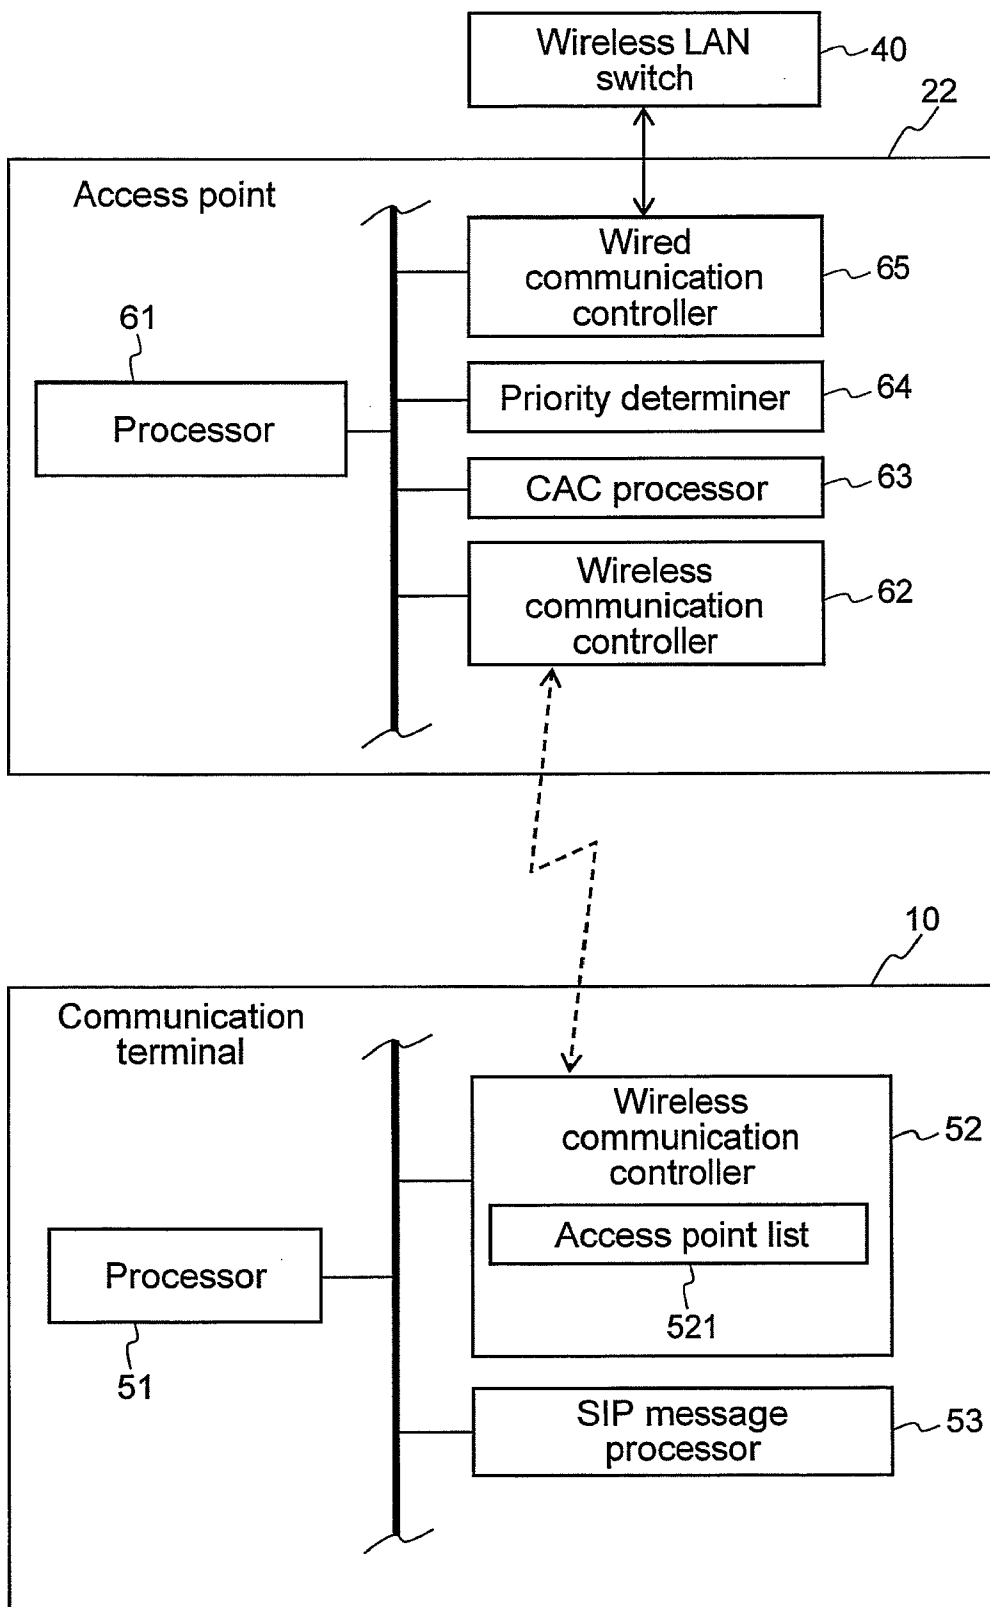 Wireless LAN
switch
40
22
Access point
Wired
communication
controller
65
61
Processor
Priority determiner
64
CAC processor
63
Wireless
communication
controller
62
10
Communication
terminal
Wireless
communication
controller
52
Access point list
521
Processor
51
SIP message
processor
53